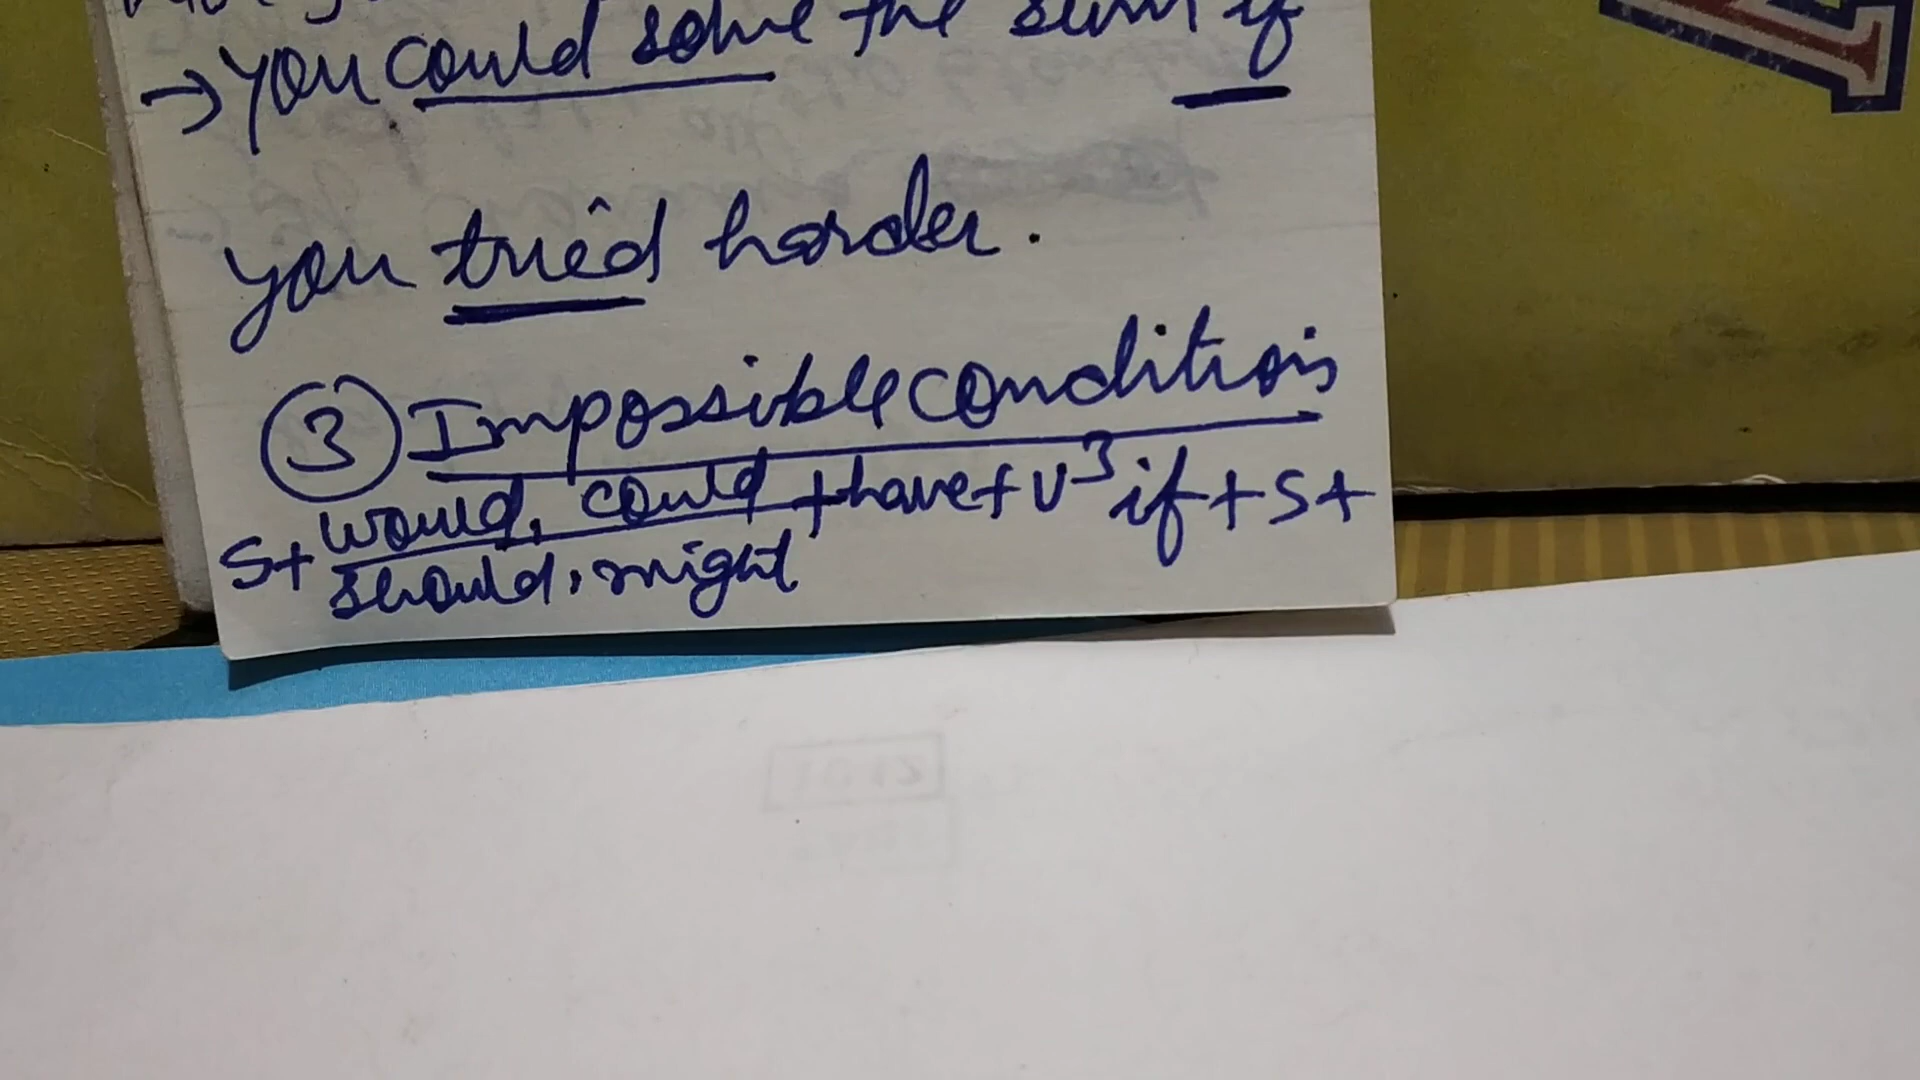 → you could solve the sum if
you tried harder.
③ Impossible conditions
S+ would, could + have + V³ if + S +
should, might